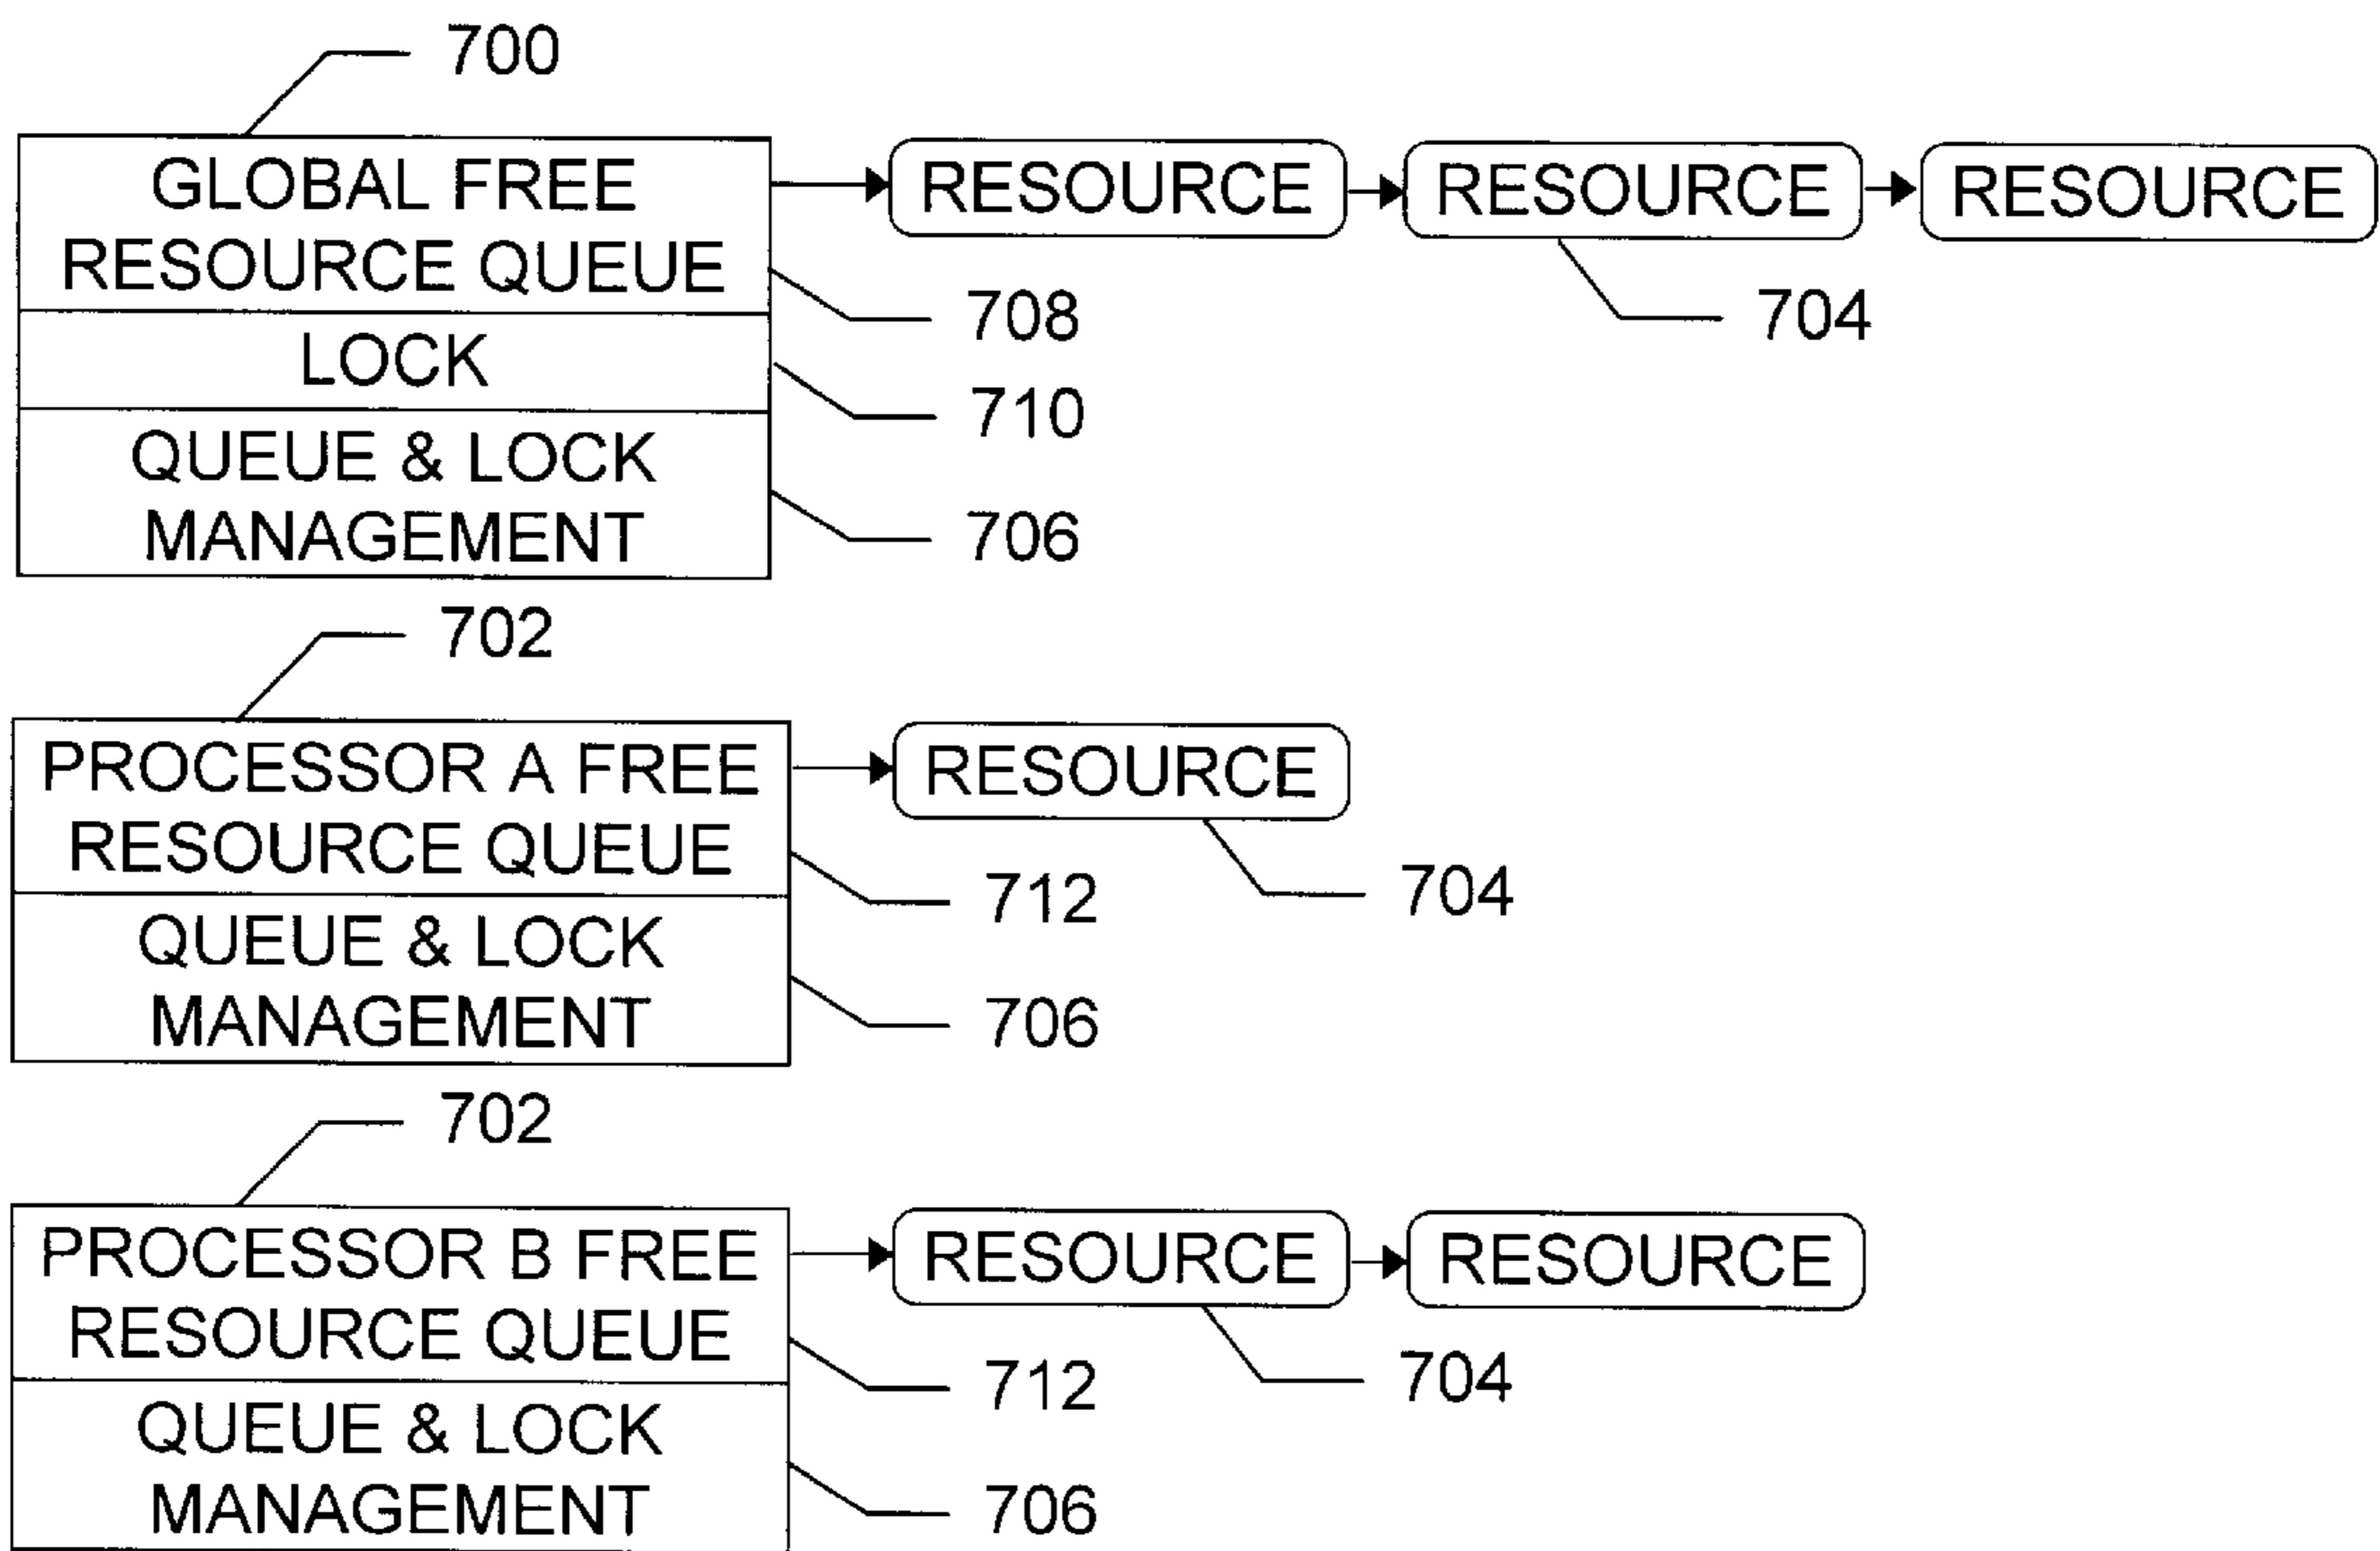 700
GLOBAL FREE
RESOURCE QUEUE
RESOURCE
RESOURCE
RESOURCE
708
704
LOCK
710
QUEUE & LOCK
MANAGEMENT
706
702
PROCESSOR A FREE
RESOURCE QUEUE
RESOURCE
704
712
QUEUE & LOCK
MANAGEMENT
706
702
PROCESSOR B FREE
RESOURCE QUEUE
RESOURCE
RESOURCE
704
712
QUEUE & LOCK
MANAGEMENT
706